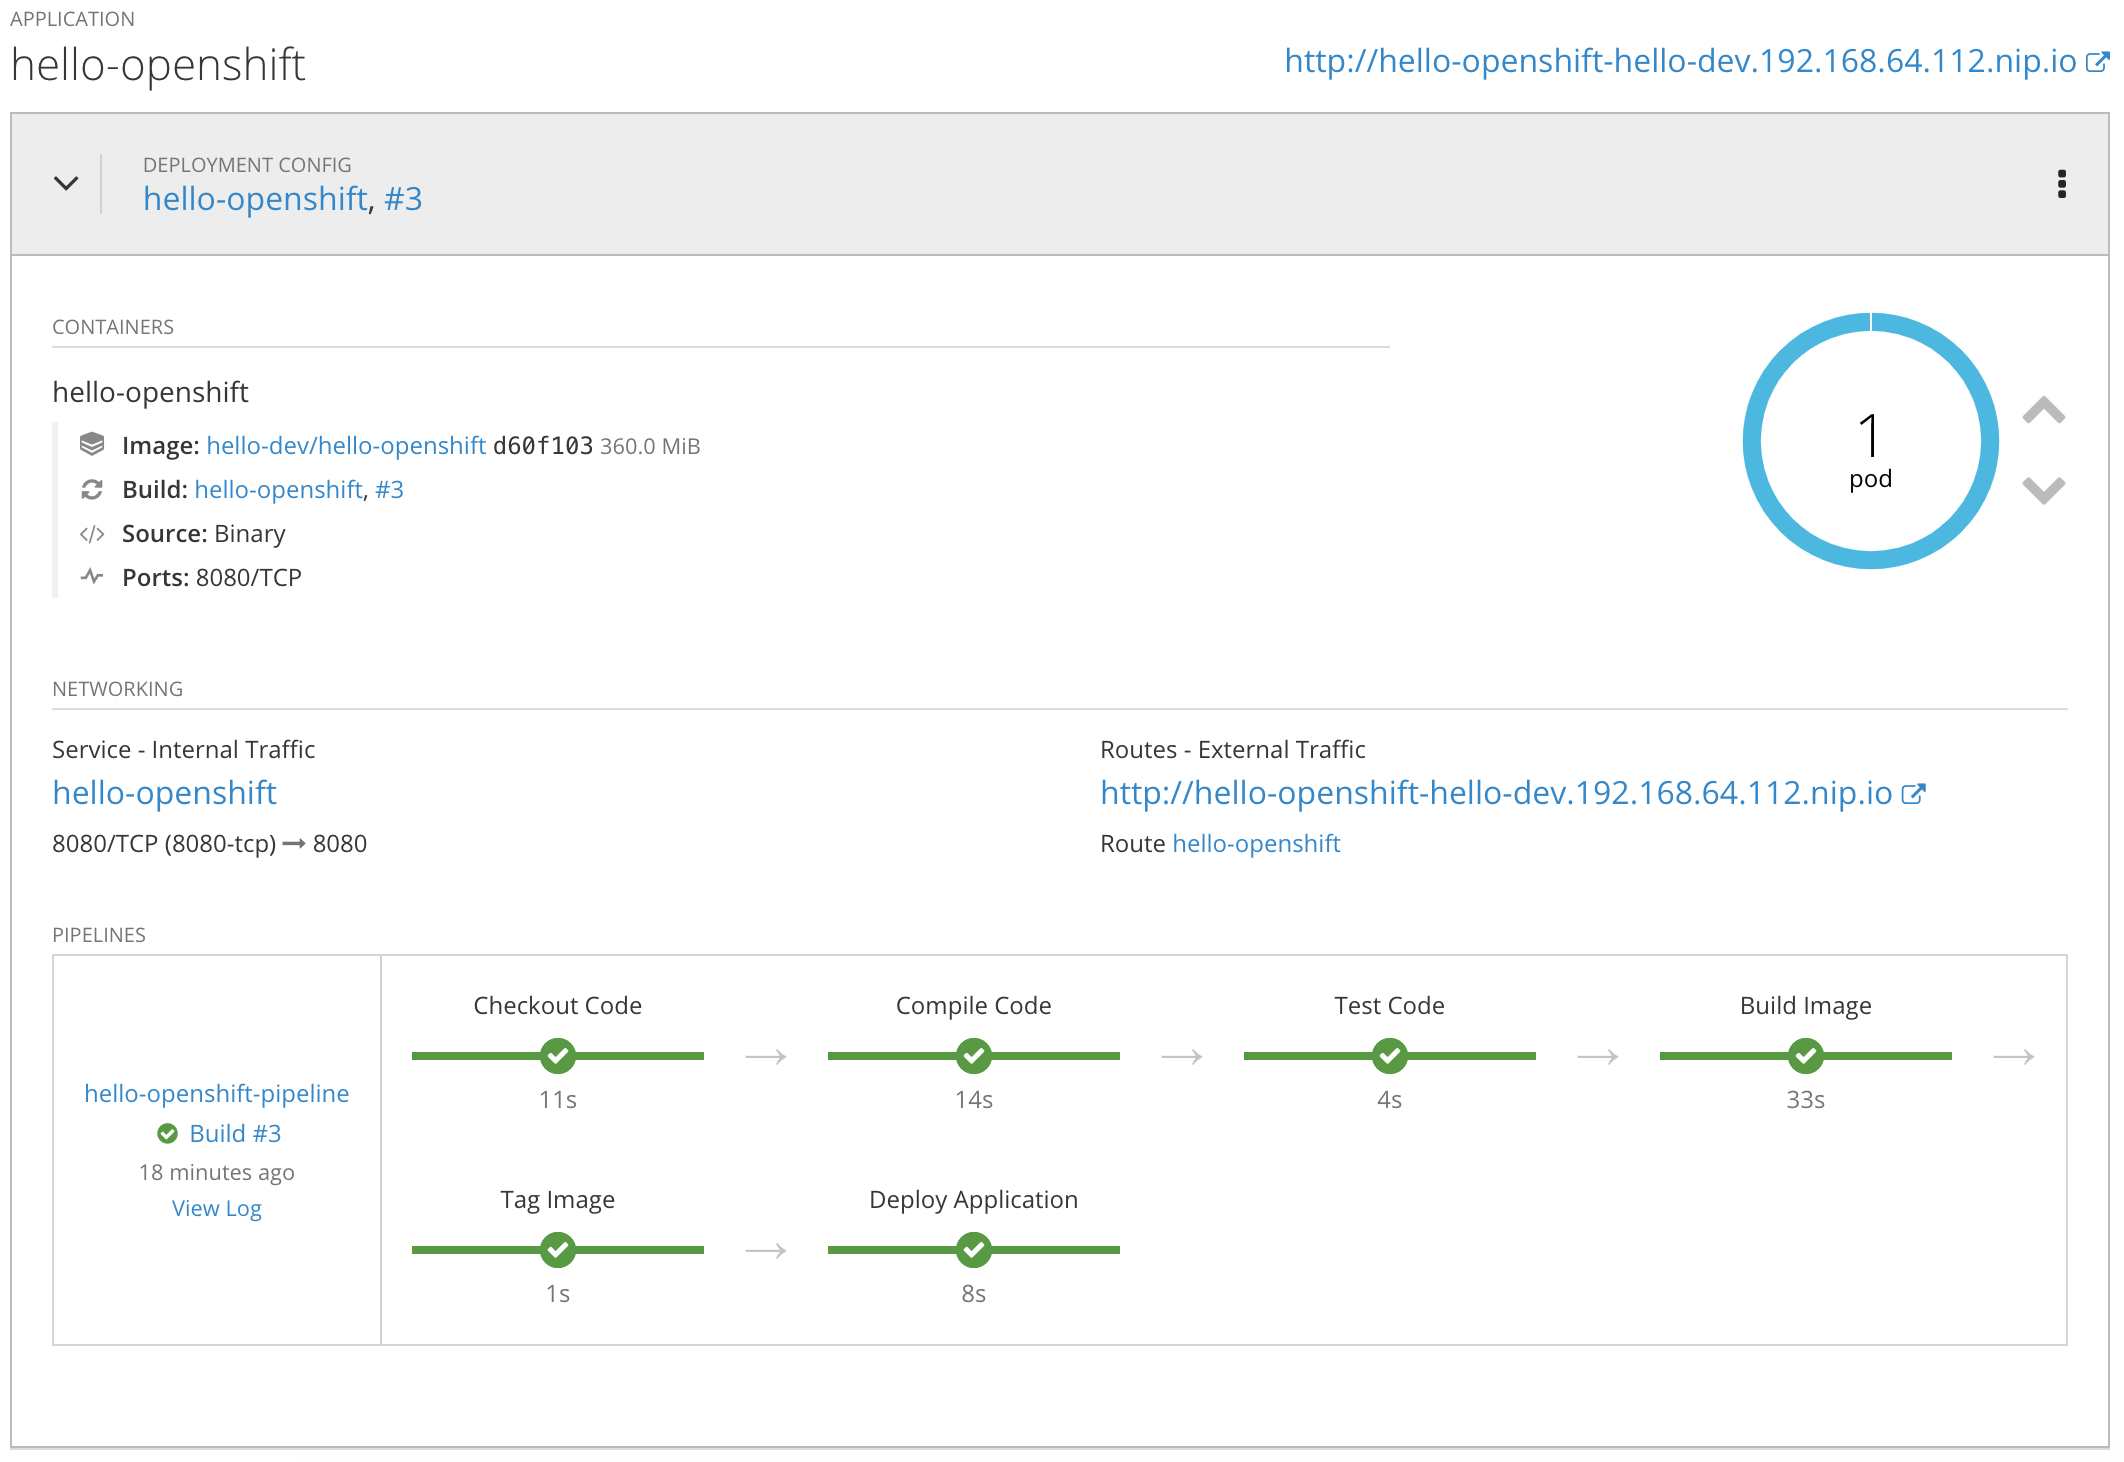 APPLICATION
hello-openshift
http://hello-openshift-hello-dev.192.168.64.112.nip.io
DEPLOYMENT CONFIG
hello-openshift, #3
CONTAINERS
hello-openshift
Image: hello-dev/hello-openshift d60f103 360.0 MiB
Build: hello-openshift, #3
Source: Binary
Ports: 8080/TCP
1
pod
NETWORKING
Service - Internal Traffic
hello-openshift
8080/TCP (8080-tcp) → 8080
Routes - External Traffic
http://hello-openshift-hello-dev.192.168.64.112.nip.io
Route hello-openshift
PIPELINES
hello-openshift-pipeline
Build #3
18 minutes ago
View Log
Checkout Code
11s
Compile Code
14s
Test Code
4s
Build Image
33s
Tag Image
1s
Deploy Application
8s